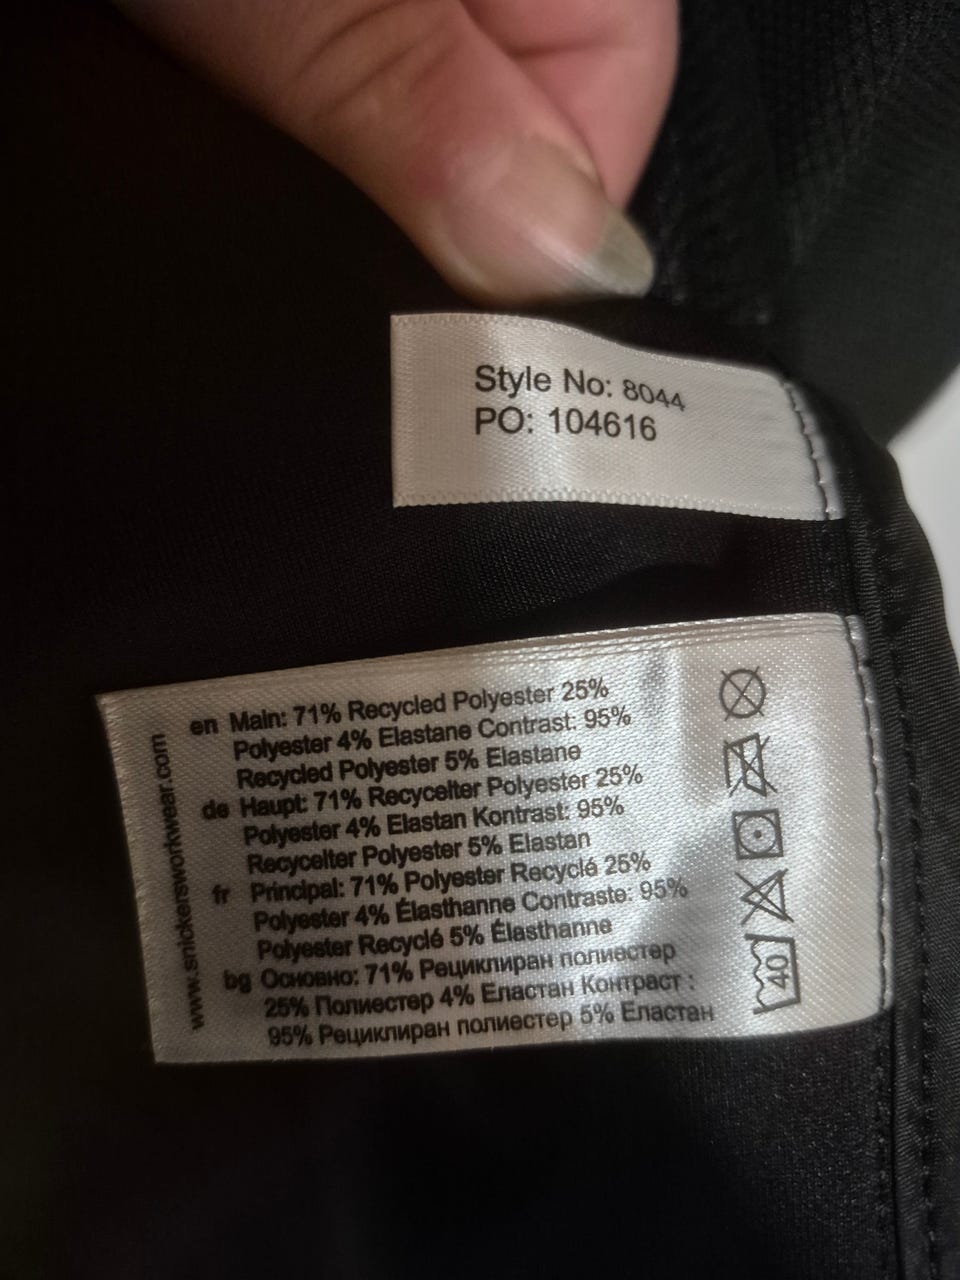 Style No: 8044
PO: 104616
www.snickersworkwear.com
en Main: 71% Recycled Polyester 25%
Polyester 4% Elastane Contrast: 95%
Recycled Polyester 5% Elastane
de Haupt: 71% Recycelter Polyester 25%
Polyester 4% Elastan Kontrast: 95%
Recycelter Polyester 5% Elastan
fr Principal: 71% Polyester Recyclé 25%
Polyester 4% Élasthanne Contraste: 95%
Polyester Recyclé 5% Élasthanne
bg Основно: 71% Рециклиран полиестер
25% Полиестер 4% Еластан Контраст :
95% Рециклиран полиестер 5% Еластан
40